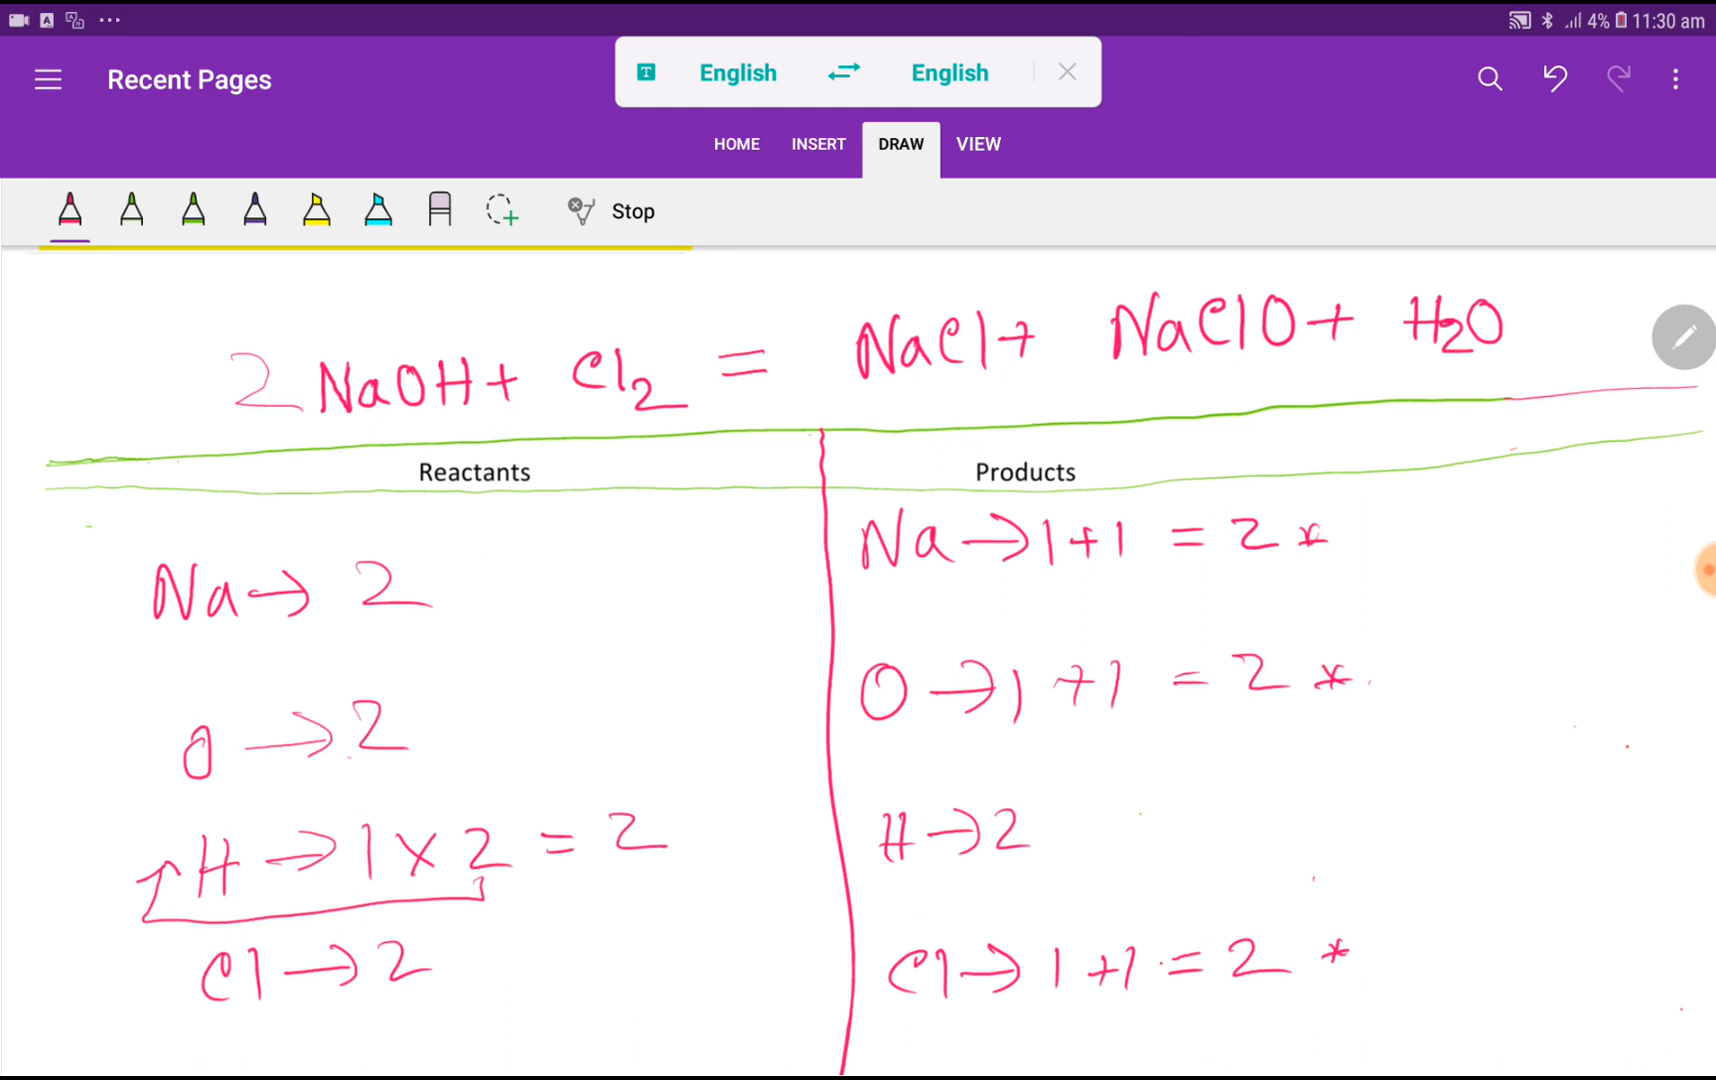 4% 11:30 am
Recent Pages
English English
HOME INSERT DRAW VIEW
Stop
2 NaOH + Cl2 = NaCl + NaClO + H2O
Reactants Products
Na → 2
O → 2
H → 1 × 2 = 2
Cl → 2
Na → 1 + 1 = 2 *
O → 1 + 1 = 2 *
H → 2
Cl → 1 + 1 = 2 *